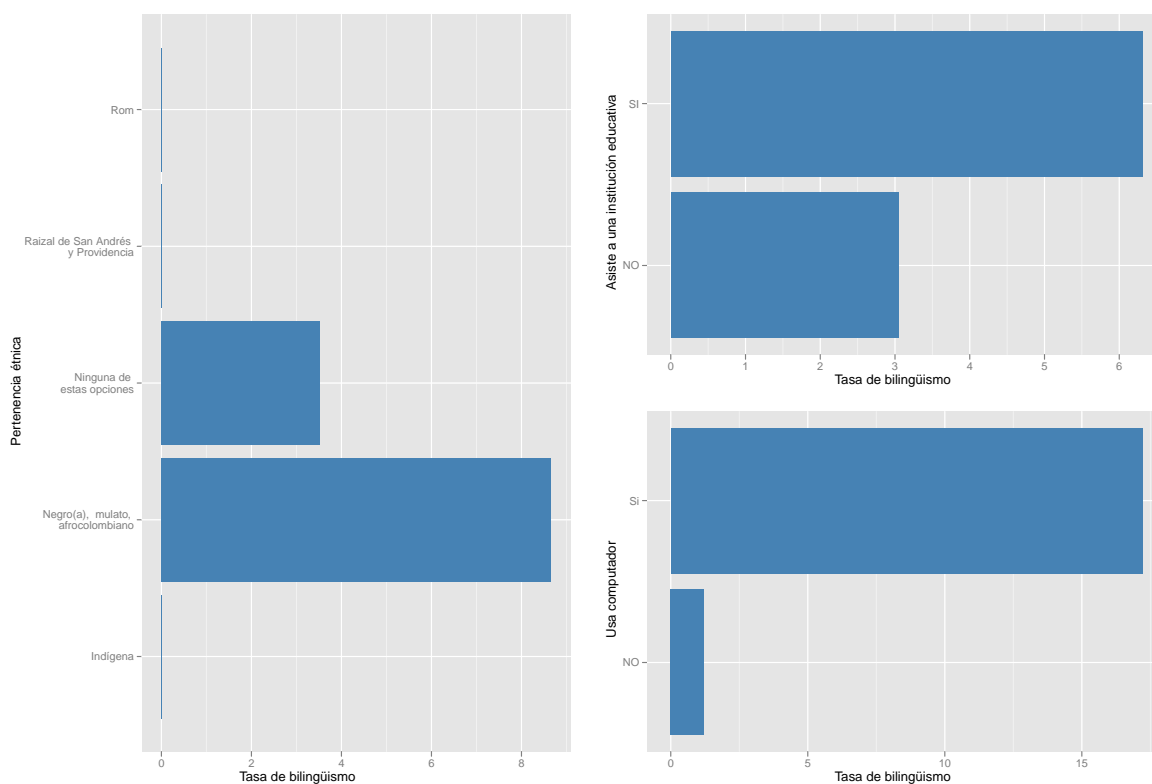 Pertenencia étnica
Rom
Raizal de San Andrés
y Providencia
Ninguna de
estas opciones
Negro(a), mulato,
afrocolombiano
Indígena
0 2 4 6 8
Tasa de bilingüismo
Asiste a una institución educativa
SI
NO
0 1 2 3 4 5 6
Tasa de bilingüismo
Usa computador
Si
NO
0 5 10 15
Tasa de bilingüismo